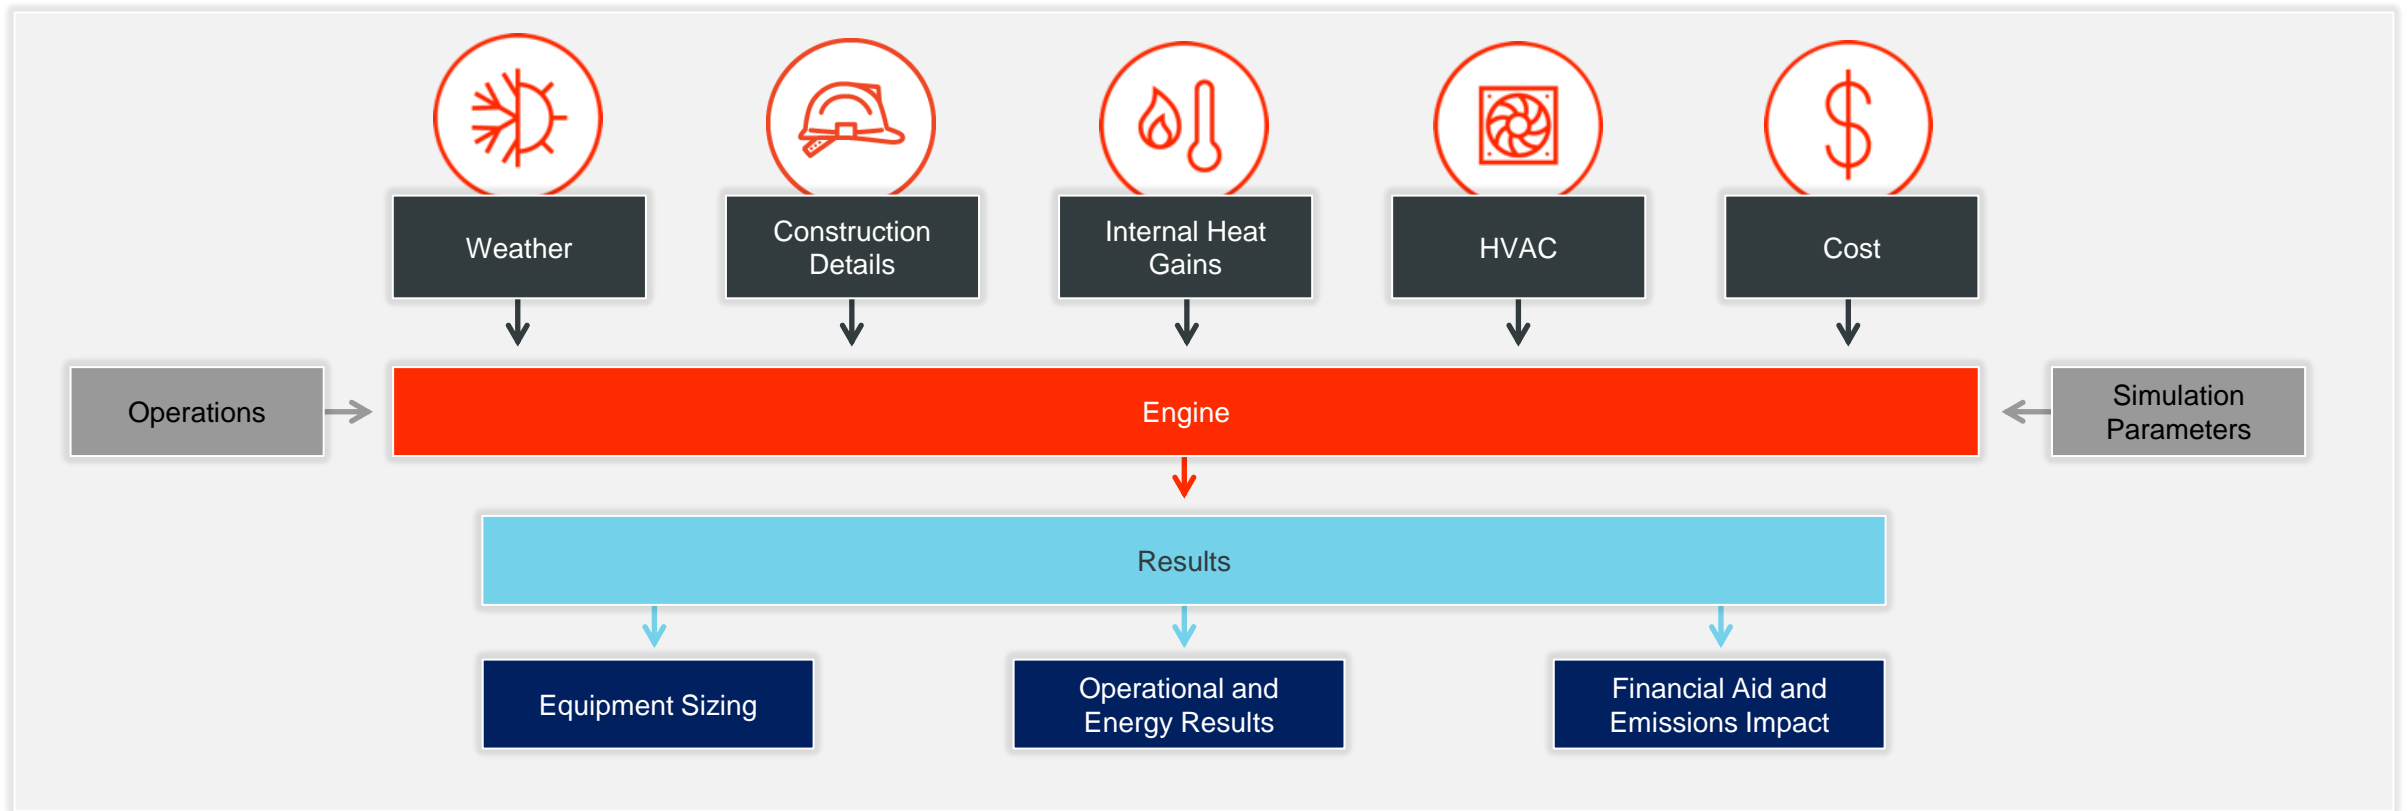 Weather
Construction
Details
Internal Heat
Gains
HVAC
Cost
Operations
Engine
Simulation
Parameters
Results
Equipment Sizing
Operational and
Energy Results
Financial Aid and
Emissions Impact